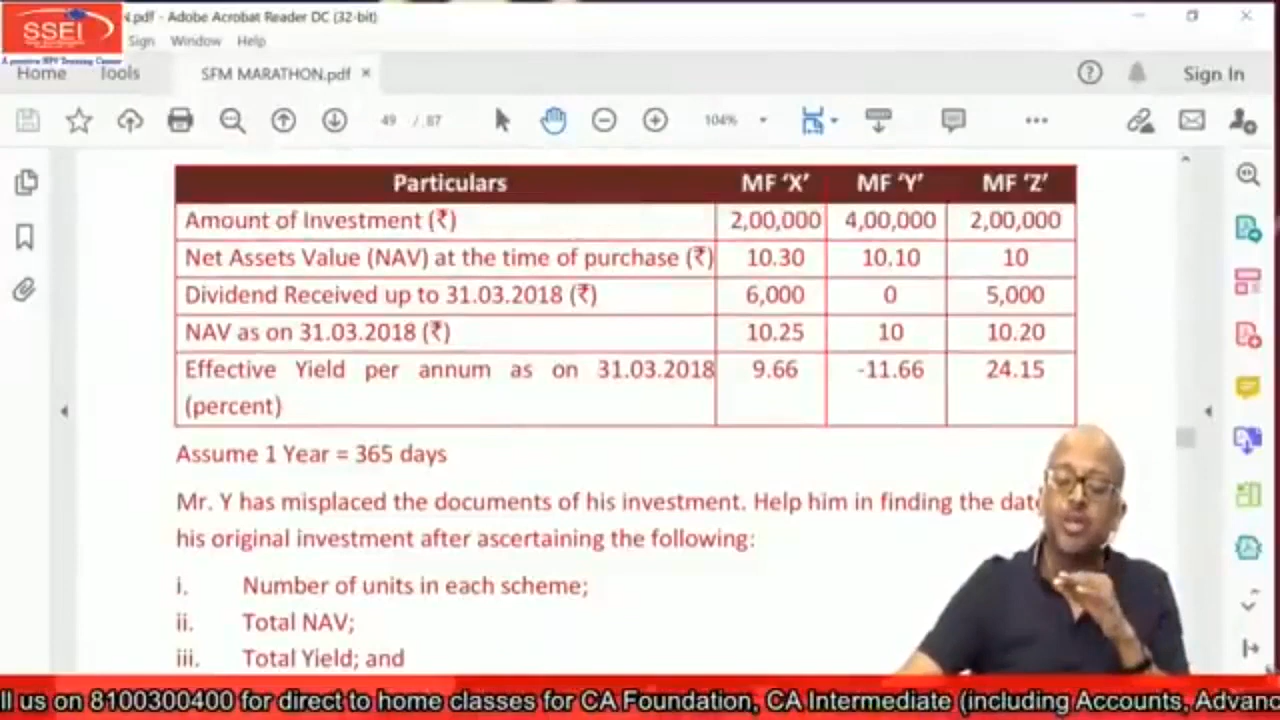 SSEI
.pdf - Adobe Acrobat Reader DC (32-bit)
Sign Window Help
Home Tools SFM MARATHON.pdf × Sign In
49 / 87 104%
Particulars MF ‘X’ MF ‘Y’ MF ‘Z’
Amount of Investment (₹) 2,00,000 4,00,000 2,00,000
Net Assets Value (NAV) at the time of purchase (₹) 10.30 10.10 10
Dividend Received up to 31.03.2018 (₹) 6,000 0 5,000
NAV as on 31.03.2018 (₹) 10.25 10 10.20
Effective Yield per annum as on 31.03.2018 9.66 -11.66 24.15
(percent)
Assume 1 Year = 365 days
Mr. Y has misplaced the documents of his investment. Help him in finding the
his original investment after ascertaining the following:
i. Number of units in each scheme;
ii. Total NAV;
iii. Total Yield; and
ll us on 8100300400 for direct to home classes for CA Foundation, CA Intermediate (including Accounts, Advanc